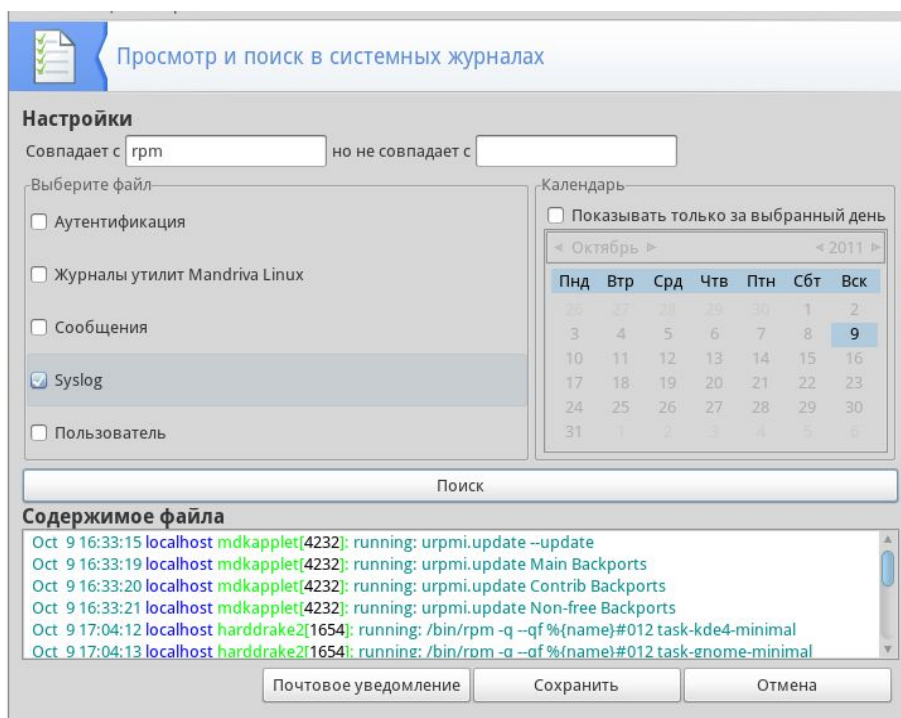 Просмотр и поиск в системных журналах
Настройки
Совпадает с rpm но не совпадает с
Выберите файл
Аутентификация
Журналы утилит Mandriva Linux
Сообщения
Syslog
Пользователь
Календарь
Показывать только за выбранный день
Октябрь 2011
Пнд Втр Срд Чтв Птн Сбт Вск
26 27 28 29 30 1 2
3 4 5 6 7 8 9
10 11 12 13 14 15 16
17 18 19 20 21 22 23
24 25 26 27 28 29 30
31 1 2 3 4 5 6
Поиск
Содержимое файла
Oct 9 16:33:15 localhost mdkapplet[4232]: running: urpmi.update --update
Oct 9 16:33:19 localhost mdkapplet[4232]: running: urpmi.update Main Backports
Oct 9 16:33:20 localhost mdkapplet[4232]: running: urpmi.update Contrib Backports
Oct 9 16:33:21 localhost mdkapplet[4232]: running: urpmi.update Non-free Backports
Oct 9 17:04:12 localhost harddrake2[1654]: running: /bin/rpm -q --qf %{name}#012 task-kde4-minimal
Oct 9 17:04:13 localhost harddrake2[1654]: running: /bin/rpm -q --qf %{name}#012 task-gnome-minimal
Почтовое уведомление Сохранить Отмена